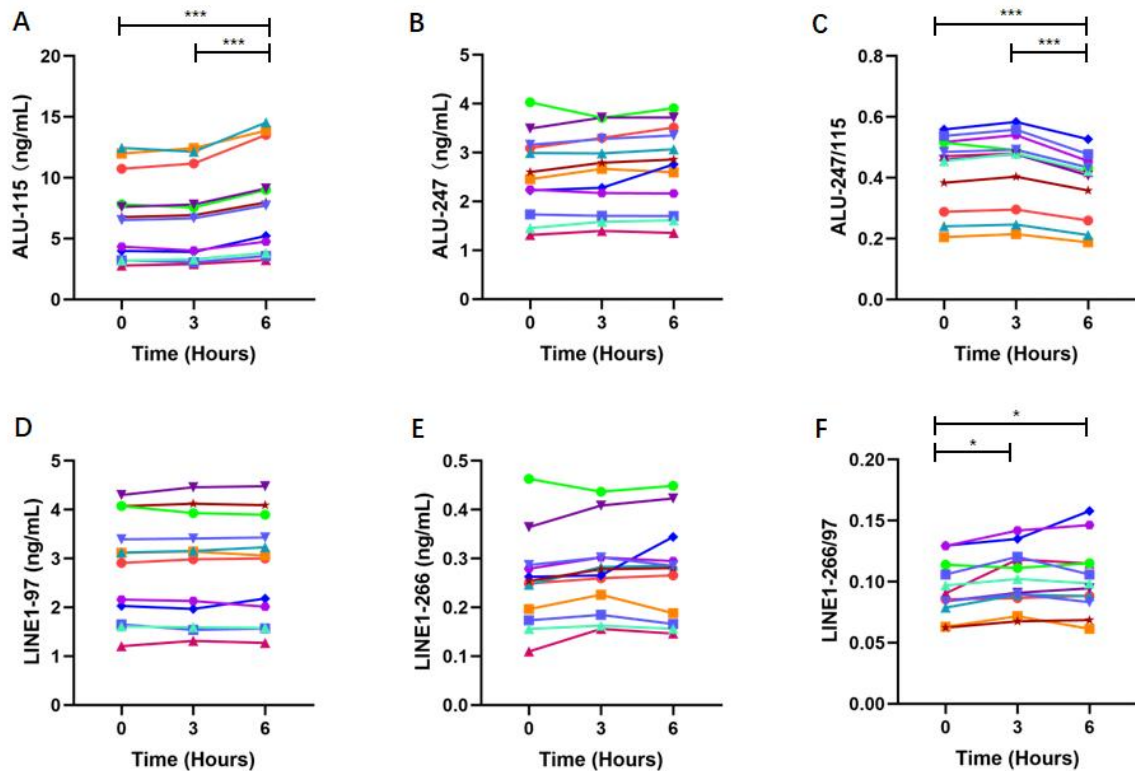 A
***
***
ALU-115 （ng/mL)
20
15
10
5
0
0 3 6
Time (Hours)
B
ALU-247 （ng/mL)
5
4
3
2
1
0
0 3 6
Time (Hours)
C
***
***
ALU-247/115
0.8
0.6
0.4
0.2
0.0
0 3 6
Time (Hours)
D
LINE1-97 (ng/mL)
5
4
3
2
1
0
0 3 6
Time (Hours)
E
LINE1-266 (ng/mL)
0.5
0.4
0.3
0.2
0.1
0.0
0 3 6
Time (Hours)
F
*
*
LINE1-266/97
0.20
0.15
0.10
0.05
0.00
0 3 6
Time (Hours)